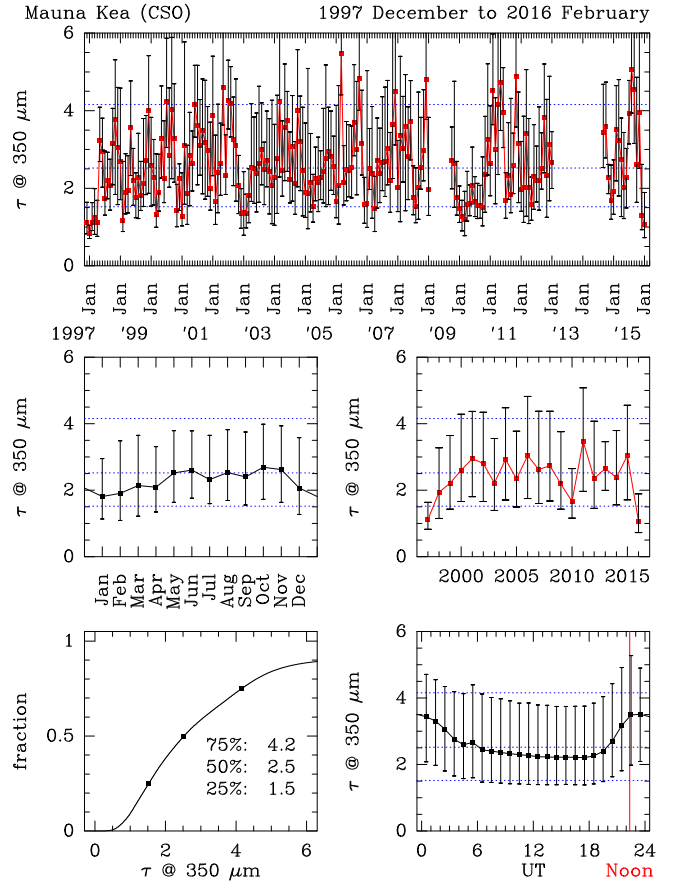 Mauna Kea (CSO) 1997 December to 2016 February
6
4
2
0
τ @ 350 μm
Jan Jan Jan Jan Jan Jan Jan Jan Jan Jan Jan Jan Jan Jan Jan Jan Jan Jan Jan
1997 '99 '01 '03 '05 '07 '09 '11 '13 '15
6
4
2
0
τ @ 350 μm
Jan Feb Mar Apr May Jun Jul Aug Sep Oct Nov Dec
6
4
2
0
τ @ 350 μm
2000 2005 2010 2015
1
0.5
0
fraction
75%: 4.2
50%: 2.5
25%: 1.5
0 2 4 6
τ @ 350 μm
6
4
2
0
τ @ 350 μm
0 6 12 18 24
UT Noon